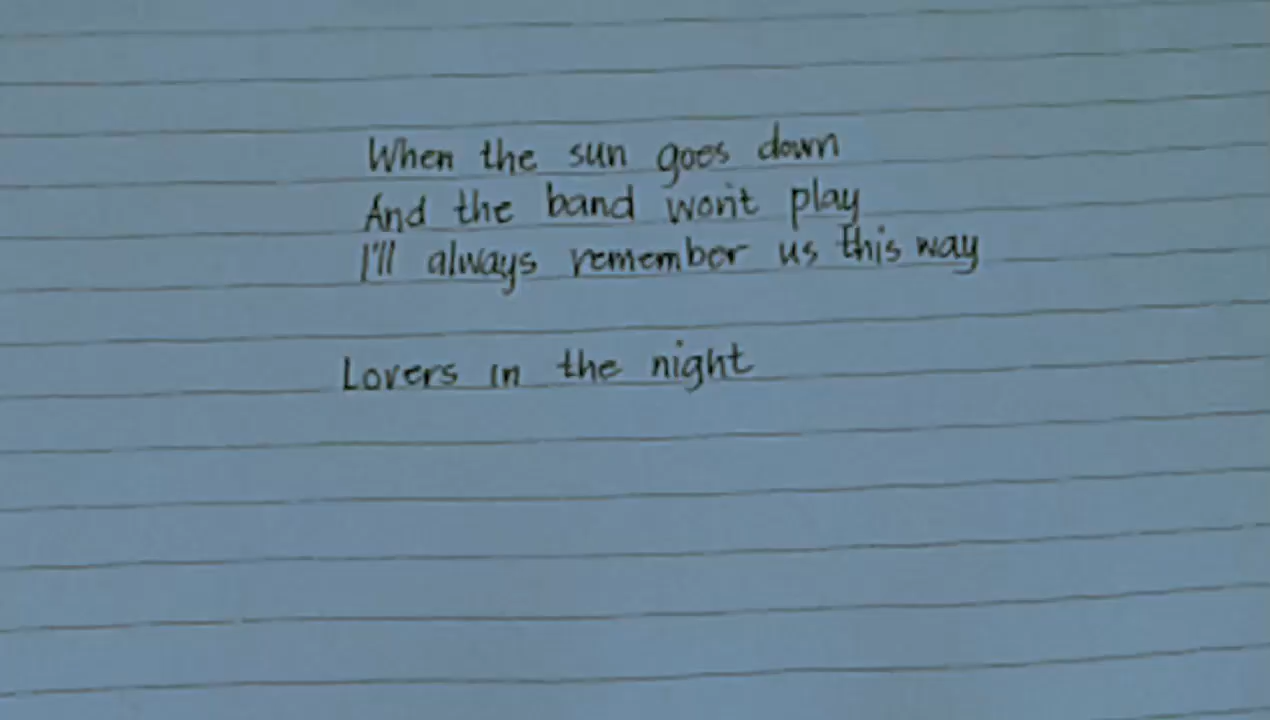 When the sun goes down
And the band won't play
I'll always remember us this way
Lovers in the night